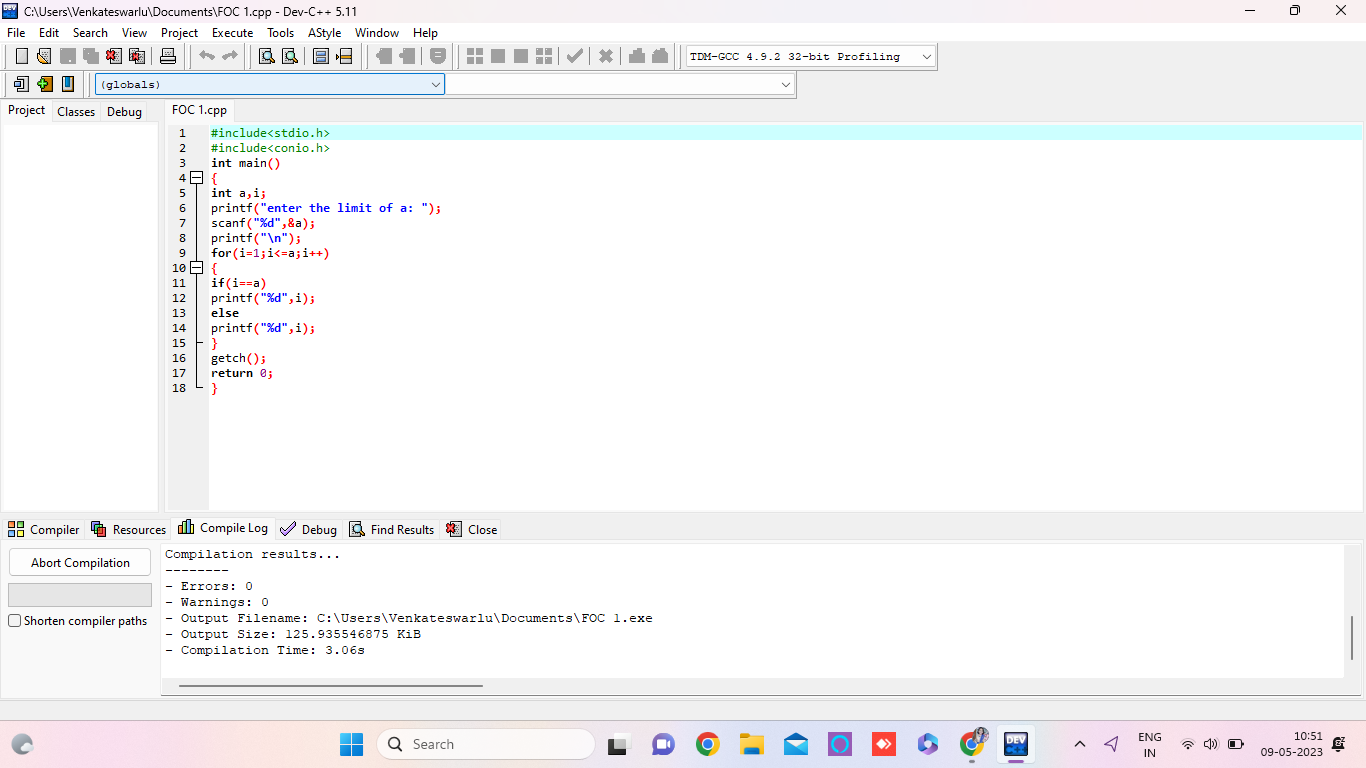 C:\Users\Venkateswarlu\Documents\FOC 1.cpp - Dev-C++ 5.11
File Edit Search View Project Execute Tools AStyle Window Help
TDM-GCC 4.9.2 32-bit Profiling
(globals)
Project Classes Debug FOC 1.cpp
1 #include<stdio.h>
2 #include<conio.h>
3 int main()
4 {
5 int a,i;
6 printf("enter the limit of a: ");
7 scanf("%d",&a);
8 printf("\n");
9 for(i=1;i<=a;i++)
10 {
11 if(i==a)
12 printf("%d",i);
13 else
14 printf("%d",i);
15 }
16 getch();
17 return 0;
18 }
Compiler Resources Compile Log Debug Find Results Close
Abort Compilation
Shorten compiler paths
Compilation results...
--------
- Errors: 0
- Warnings: 0
- Output Filename: C:\Users\Venkateswarlu\Documents\FOC 1.exe
- Output Size: 125.935546875 KiB
- Compilation Time: 3.06s
Search
DEV
ENG
IN
10:51
09-05-2023